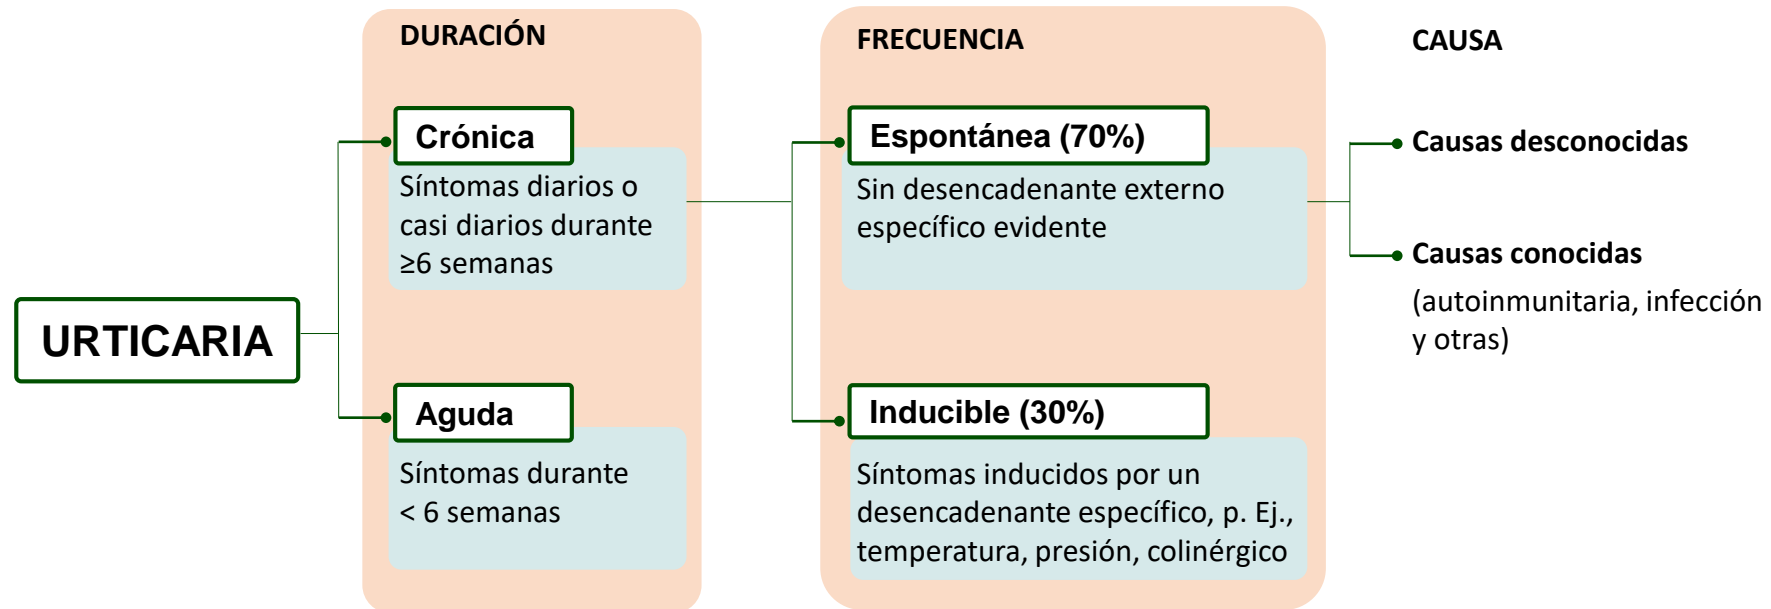 DURACIÓN
FRECUENCIA
CAUSA
Crónica
Síntomas diarios o
casi diarios durante
≥6 semanas
Espontánea (70%)
Sin desencadenante externo
específico evidente
Causas desconocidas
Causas conocidas
(autoinmunitaria, infección
y otras)
URTICARIA
Aguda
Síntomas durante
< 6 semanas
Inducible (30%)
Síntomas inducidos por un
desencadenante específico, p. Ej.,
temperatura, presión, colinérgico